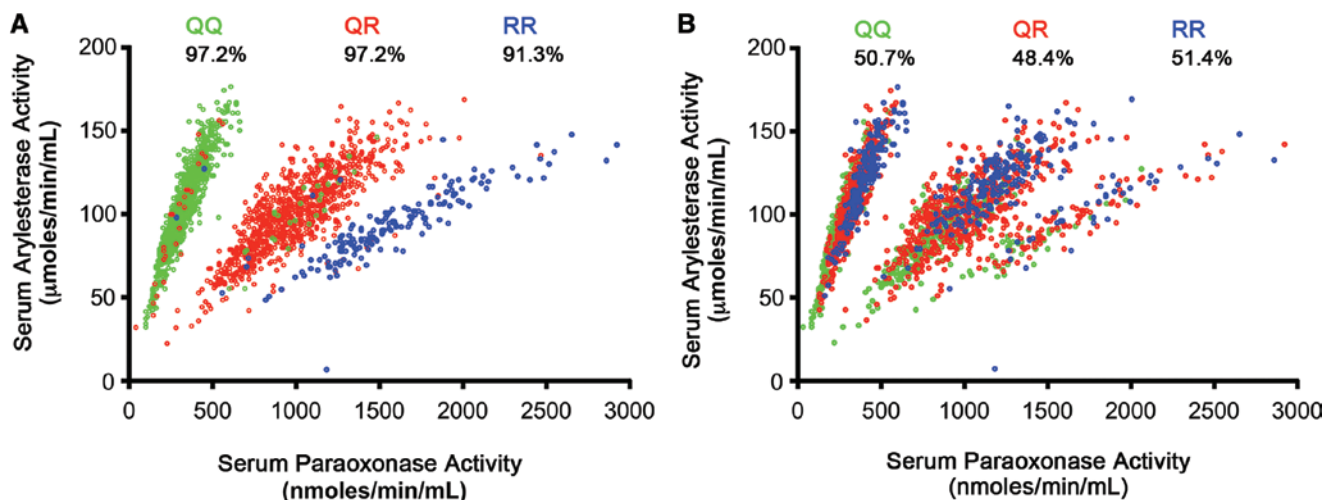 A
QQ QR RR
97.2% 97.2% 91.3%
Serum Arylesterase Activity
(μmoles/min/mL)
200
150
100
50
0
0 500 1000 1500 2000 2500 3000
Serum Paraoxonase Activity
(nmoles/min/mL)
B
QQ QR RR
50.7% 48.4% 51.4%
Serum Arylesterase Activity
(μmoles/min/mL)
200
150
100
50
0
0 500 1000 1500 2000 2500 3000
Serum Paraoxonase Activity
(nmoles/min/mL)